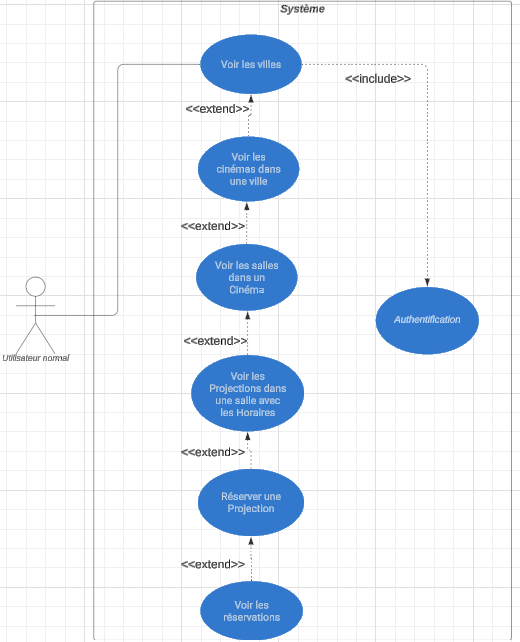 Système
Voir les villes
<<include>>
<<extend>>
Voir les
cinémas dans
une ville
<<extend>>
Voir les salles
dans un
Cinéma
Utilisateur normal
Authentification
<<extend>>
Voir les
Projections dans
une salle avec
les Horaires
<<extend>>
Réserver une
Projection
<<extend>>
Voir les
réservations